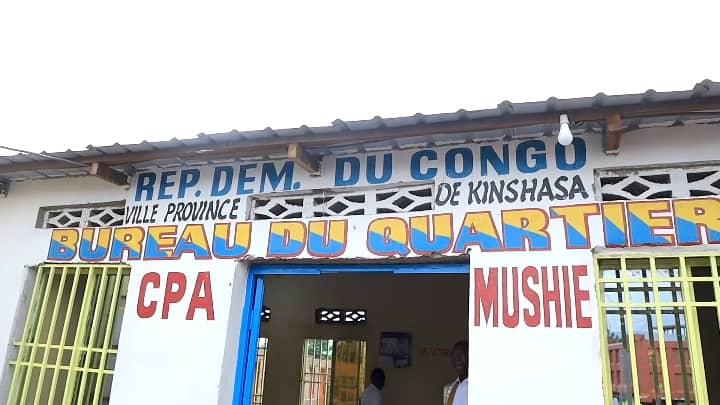 REP. DEM. DU CONGO
VILLE PROVINCE DE KINSHASA
BUREAU DU QUARTIER
CPA MUSHIE